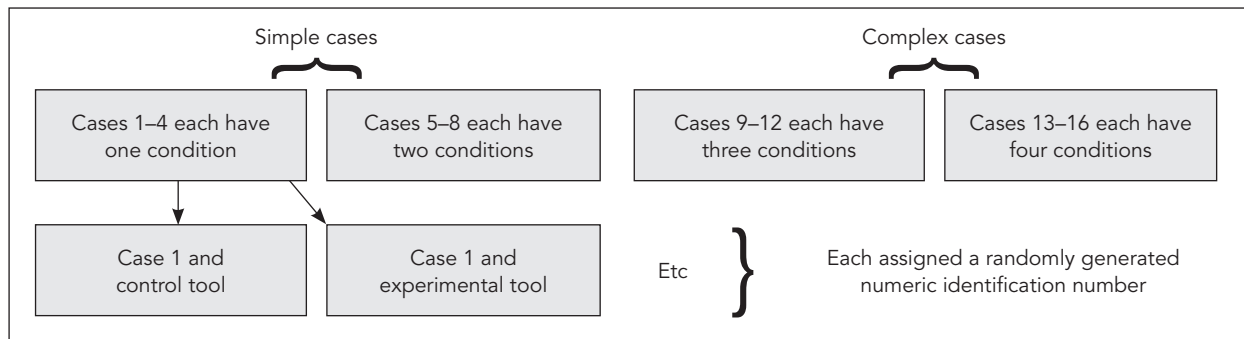 Simple cases
Complex cases
Cases 1–4 each have
one condition
Cases 5–8 each have
two conditions
Cases 9–12 each have
three conditions
Cases 13–16 each have
four conditions
Case 1 and
control tool
Case 1 and
experimental tool
Etc
Each assigned a randomly generated
numeric identification number